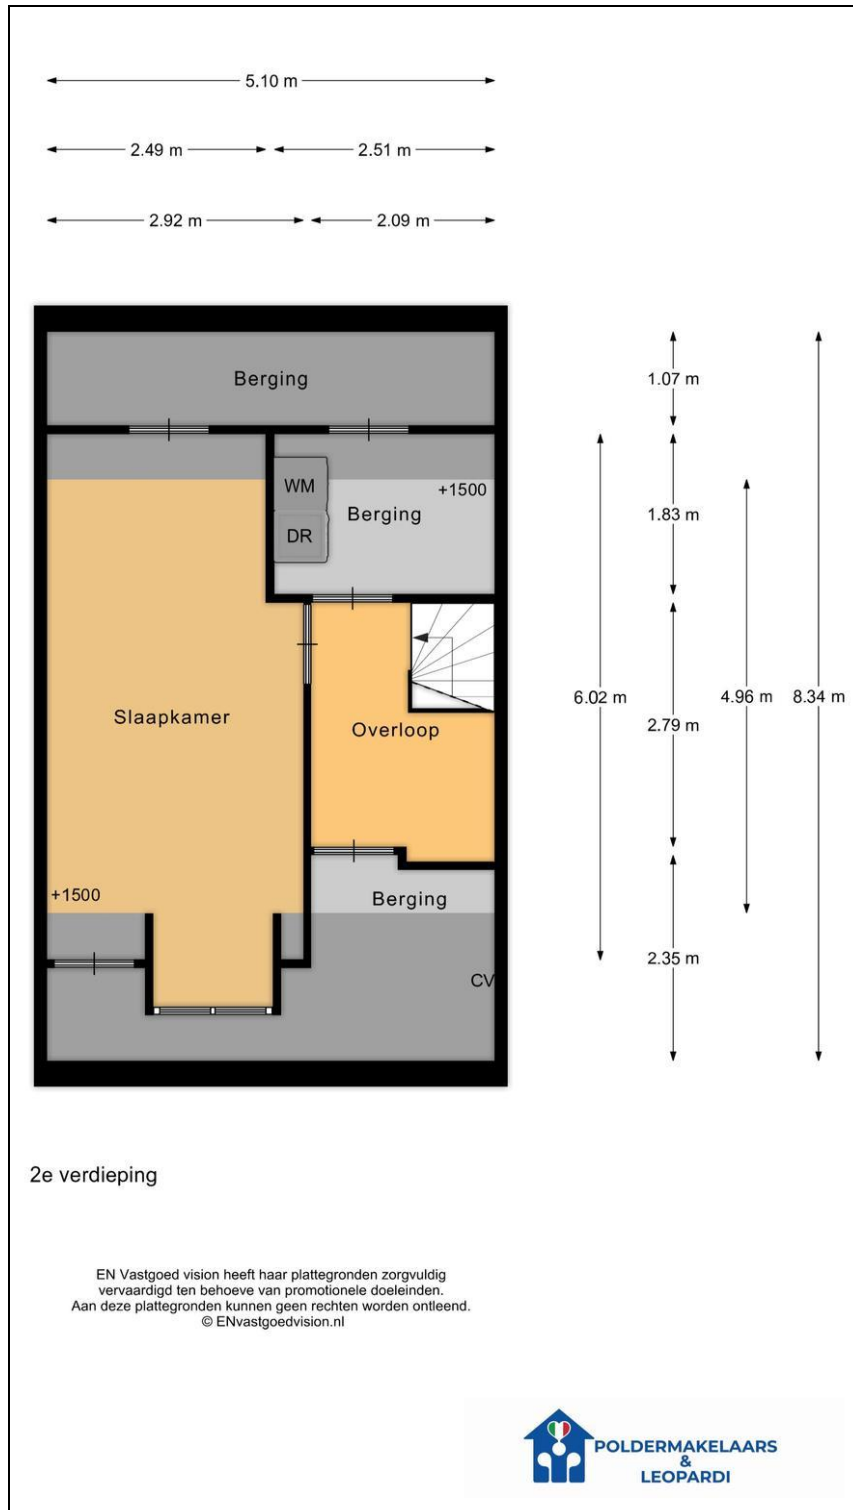 5.10 m
2.49 m
2.51 m
2.92 m
2.09 m
Berging
1.07 m
WM
+1500
Berging
1.83 m
DR
6.02 m
4.96 m
8.34 m
Slaapkamer
2.79 m
Overloop
+1500
Berging
2.35 m
CV
2e verdieping
EN Vastgoed vision heeft haar plattegronden zorgvuldig
vervaardigd ten behoeve van promotionele doeleinden.
Aan deze plattegronden kunnen geen rechten worden ontleend.
© ENvastgoedvision.nl
POLDERMAKELAARS
&
LEOPARDI